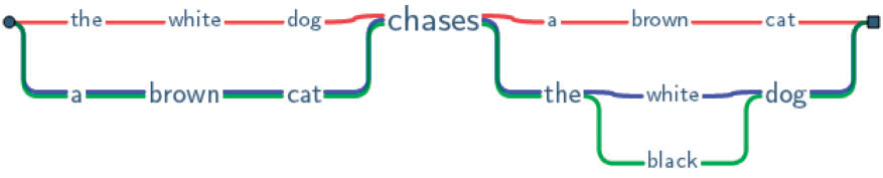 the white dog chases a brown cat
a brown cat the white dog
black